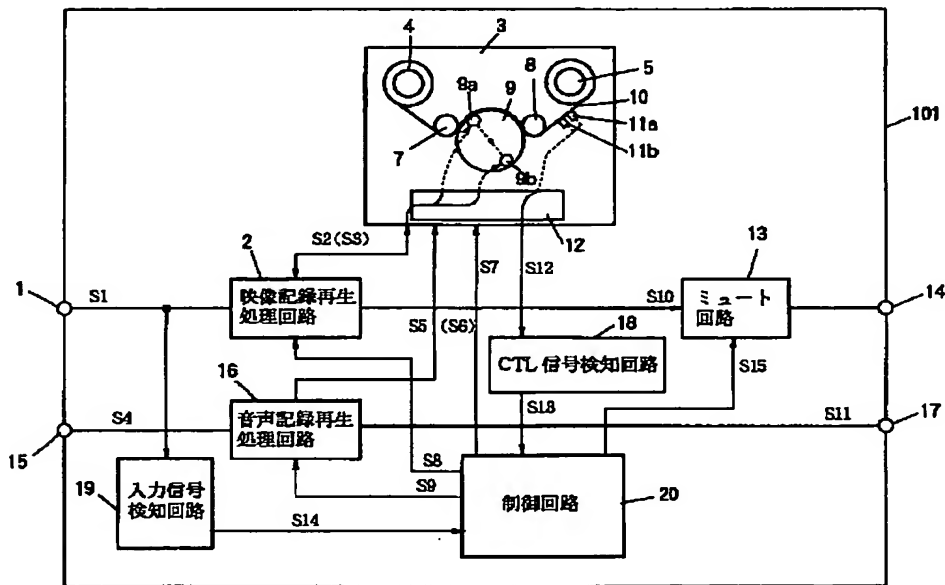 3
4
5
9a
9
8
10
101
11a
11b
7
9b
12
2
S2(S3)
S7
S12
13
1
S1
映像記録再生
処理回路
S10
ミュート
回路
14
S5 (S6)
18
CTL 信号検知回路
S15
16
S13
15
S4
音声記録再生
処理回路
S11
17
S8
19
入力信号
検知回路
S9
制御回路
20
S14